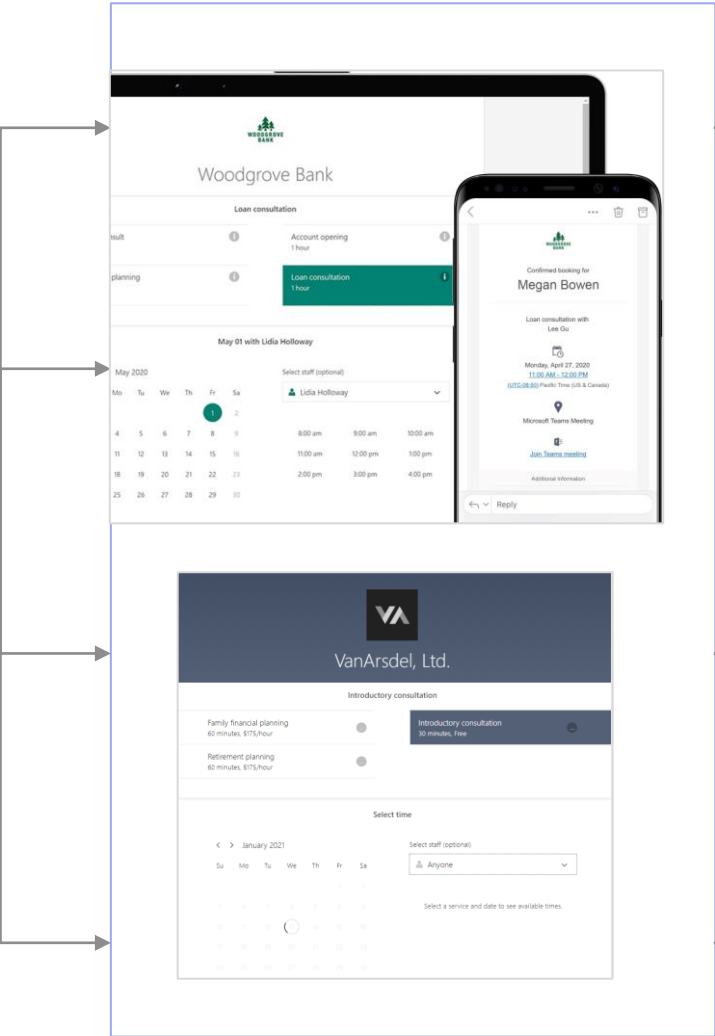 WOODGROVE
BANK
Woodgrove Bank
Loan consultation
nsult
Account opening
1 hour
planning
Loan consultation
1 hour
May 01 with Lidia Holloway
May 2020
Select staff (optional)
Mo Tu We Th Fr Sa
Lidia Holloway
1 2
4 5 6 7 8 9
8:00 am 9:00 am 10:00 am
11 12 13 14 15 16
11:00 am 12:00 pm 1:00 pm
18 19 20 21 22 23
2:00 pm 3:00 pm 4:00 pm
25 26 27 28 29 30
WOODGROVE
BANK
Confirmed booking for
Megan Bowen
Loan consultation with
Lee Gu
Monday, April 27, 2020
11:00 AM - 12:00 PM
(UTC-08:00) Pacific Time (US & Canada)
Microsoft Teams Meeting
Join Teams meeting
Additional Information
Reply
VA
VanArsdel, Ltd.
Introductory consultation
Family financial planning
60 minutes, $175/hour
Introductory consultation
30 minutes, Free
Retirement planning
60 minutes, $175/hour
Select time
January 2021
Select staff (optional)
Su Mo Tu We Th Fr Sa
Anyone
Select a service and date to see available times.